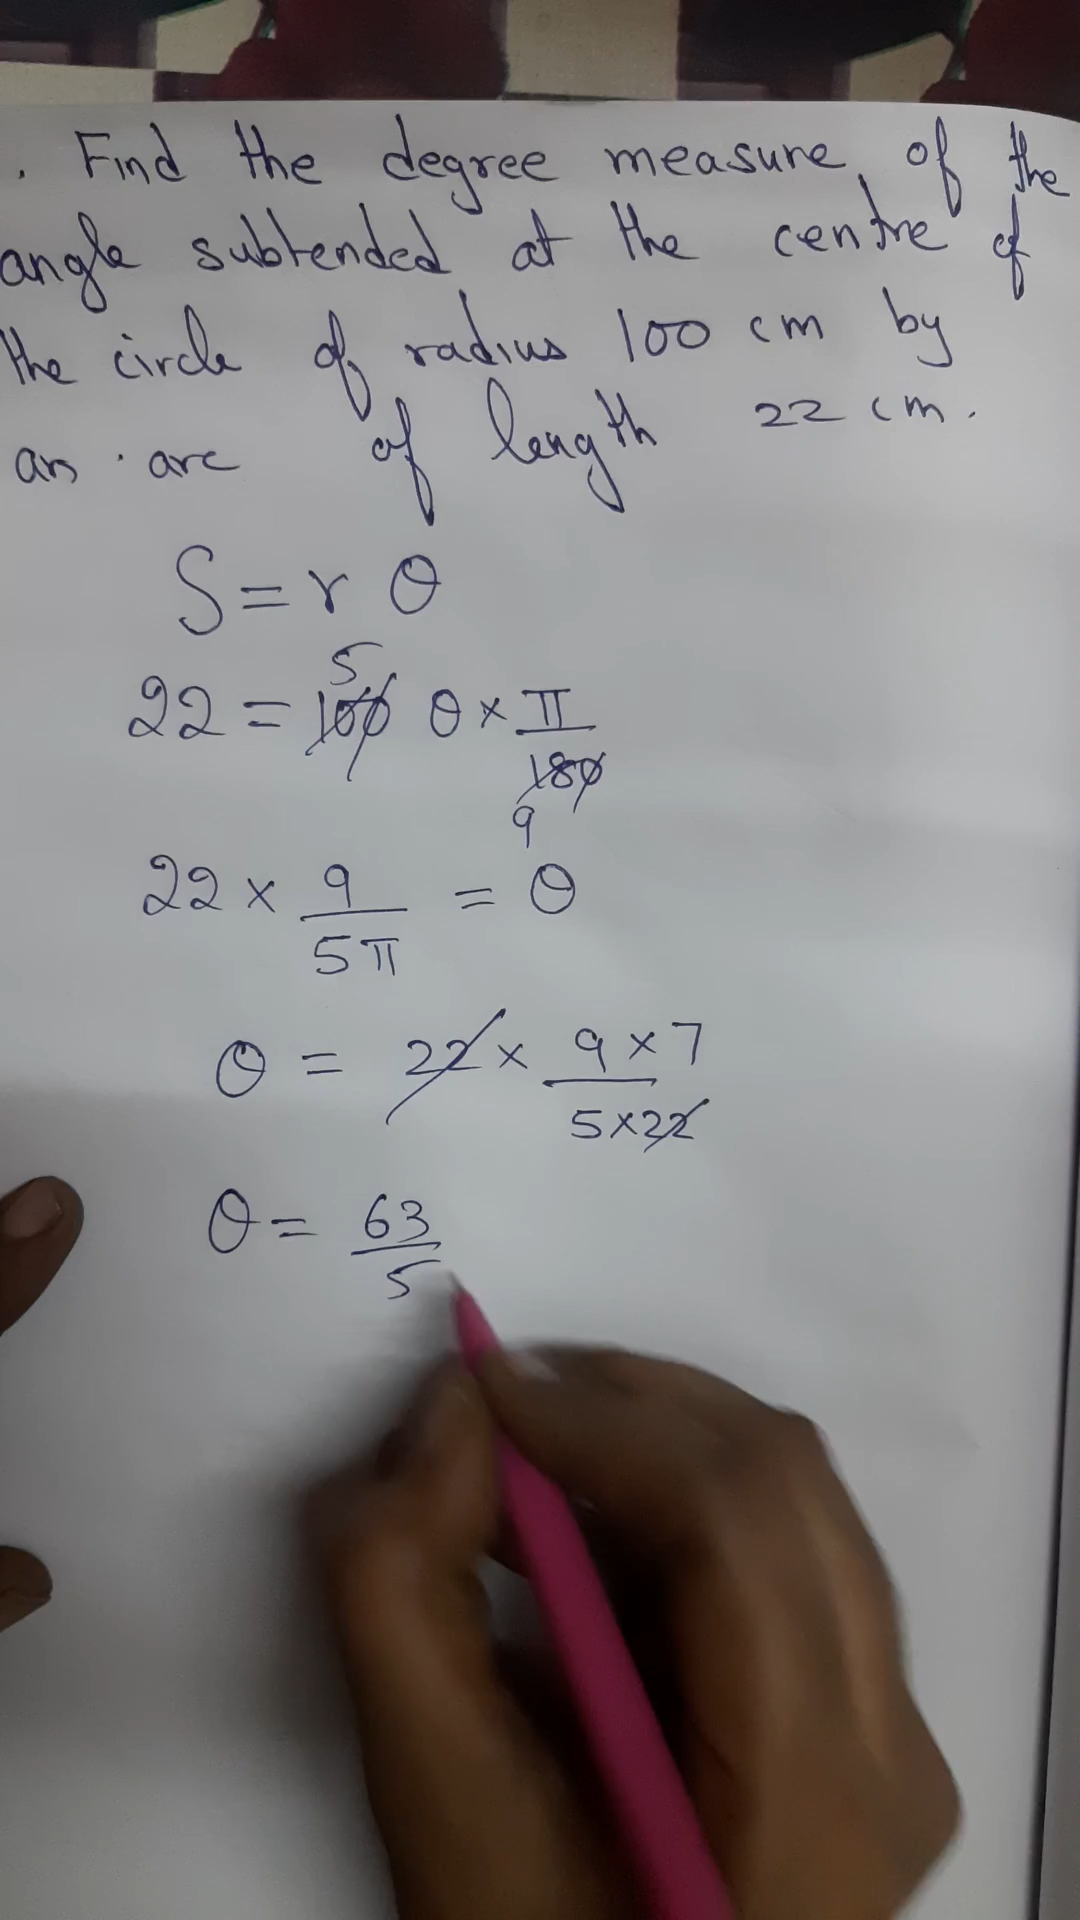 . Find the degree measure of the
angle subtended at the centre of
the circle of radius 100 cm by
an arc of length 22 cm.
S = r θ
5
22 = 100 θ × π/180
9
22 × 9/5π = θ
θ = 22 × 9×7/5×22
θ = 63/5